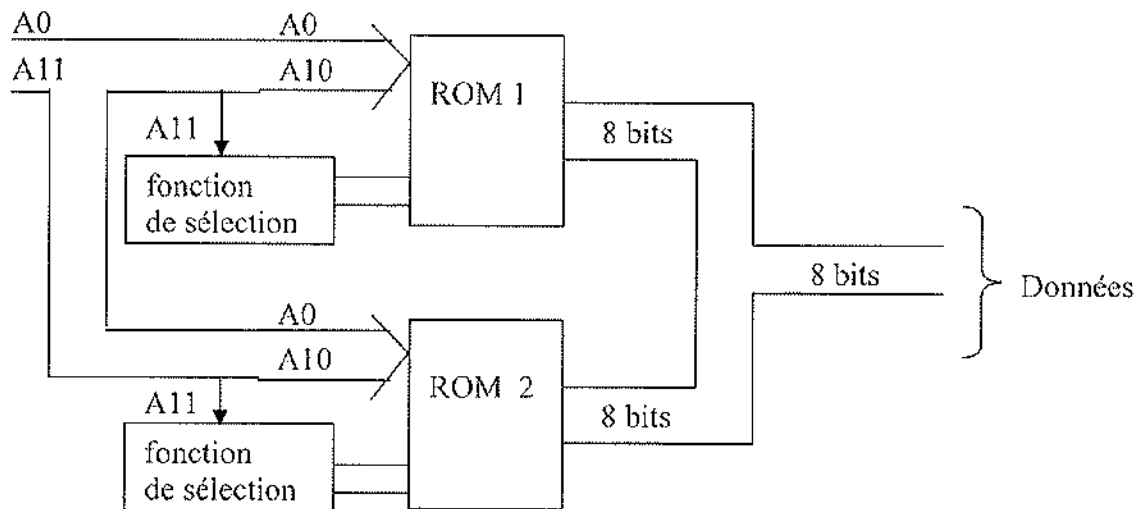 A0
A0
A11
A10
ROM 1
A11
8 bits
fonction
de sélection
8 bits
Données
A0
A10
ROM 2
A11
8 bits
fonction
de sélection